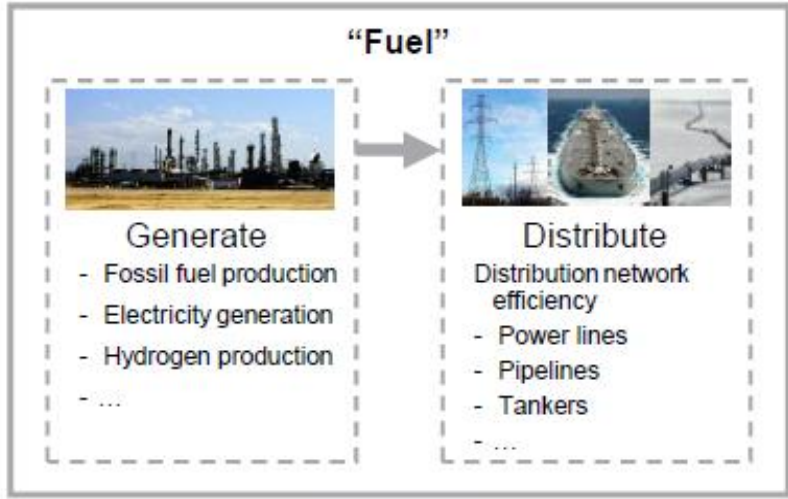 “Fuel”
Generate
- Fossil fuel production
- Electricity generation
- Hydrogen production
- ...
Distribute
Distribution network
efficiency
- Power lines
- Pipelines
- Tankers
- ...